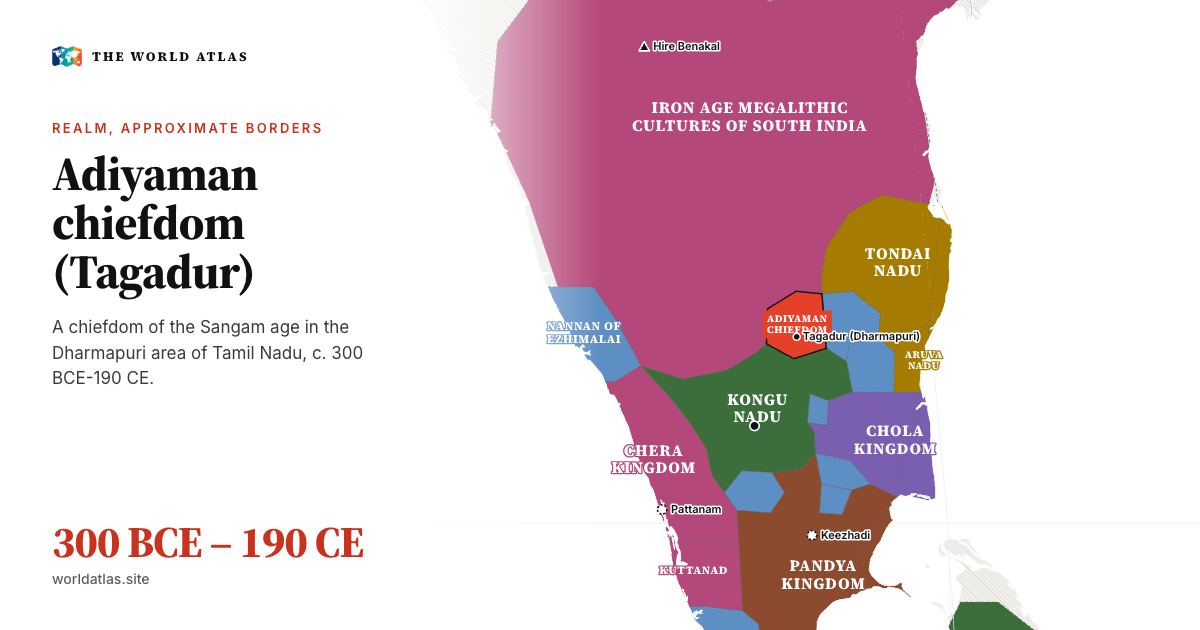 THE WORLD ATLAS
REALM, APPROXIMATE BORDERS
Adiyaman
chiefdom
(Tagadur)
A chiefdom of the Sangam age in the
Dharmapuri area of Tamil Nadu, c. 300
BCE-190 CE.
300 BCE – 190 CE
worldatlas.site
Hire Benakal
IRON AGE MEGALITHIC
CULTURES OF SOUTH INDIA
TONDAI
NADU
NANNAN OF
EZHIMALAI
ADIYAMAN
CHIEFDOM
Tagadur (Dharmapuri)
ARUVA
NADU
KONGU
NADU
CHOLA
KINGDOM
CHERA
KINGDOM
Pattanam
Keezhadi
KUTTANAD
PANDYA
KINGDOM